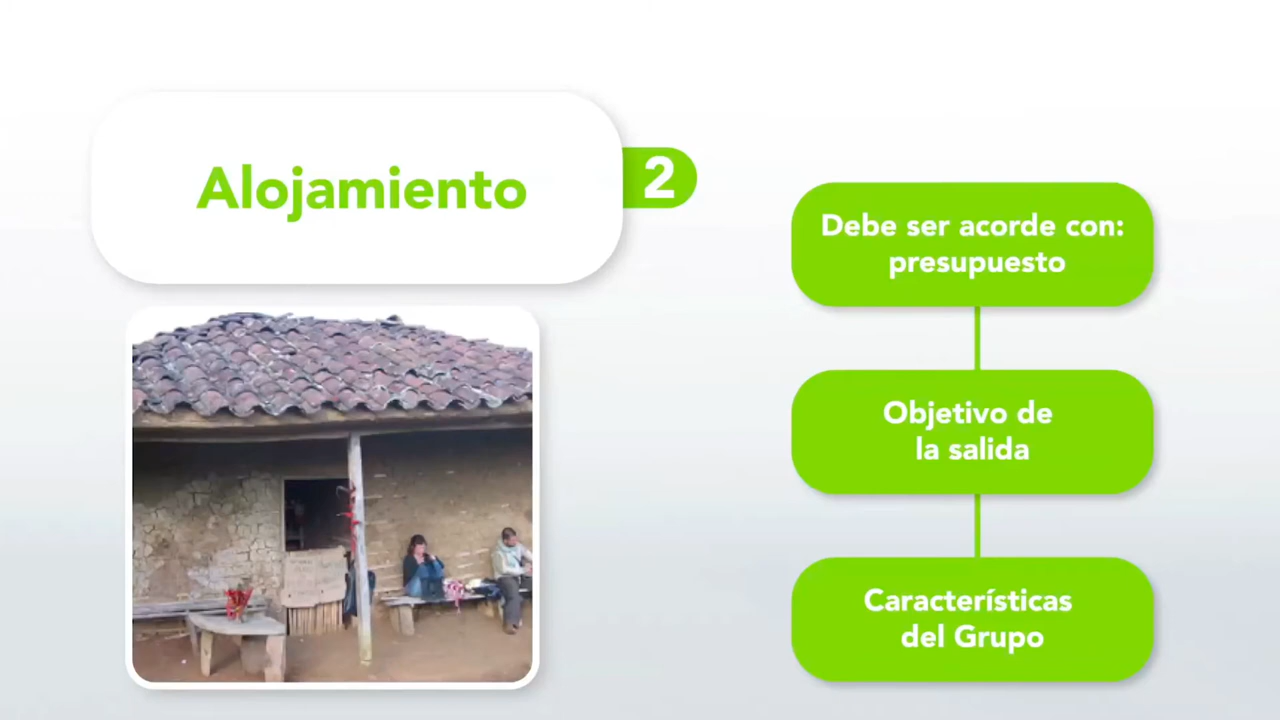 Alojamiento
2
Debe ser acorde con:
presupuesto
Objetivo de
la salida
Características
del Grupo